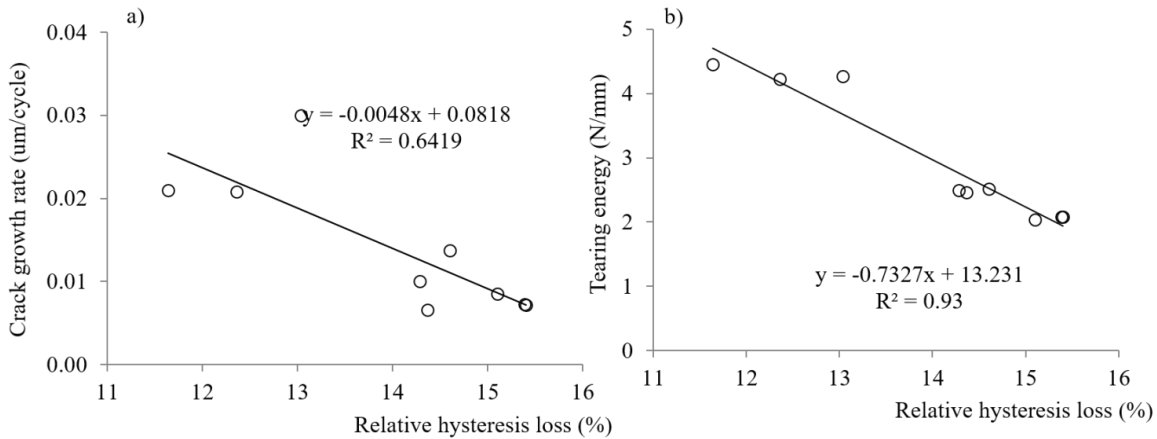 a)
Crack growth rate (um/cycle)
0.04
0.03
0.02
0.01
0.00
y = -0.0048x + 0.0818
R² = 0.6419
11 12 13 14 15 16
Relative hysteresis loss (%)
b)
Tearing energy (N/mm)
5
4
3
2
1
0
y = -0.7327x + 13.231
R² = 0.93
11 12 13 14 15 16
Relative hysteresis loss (%)